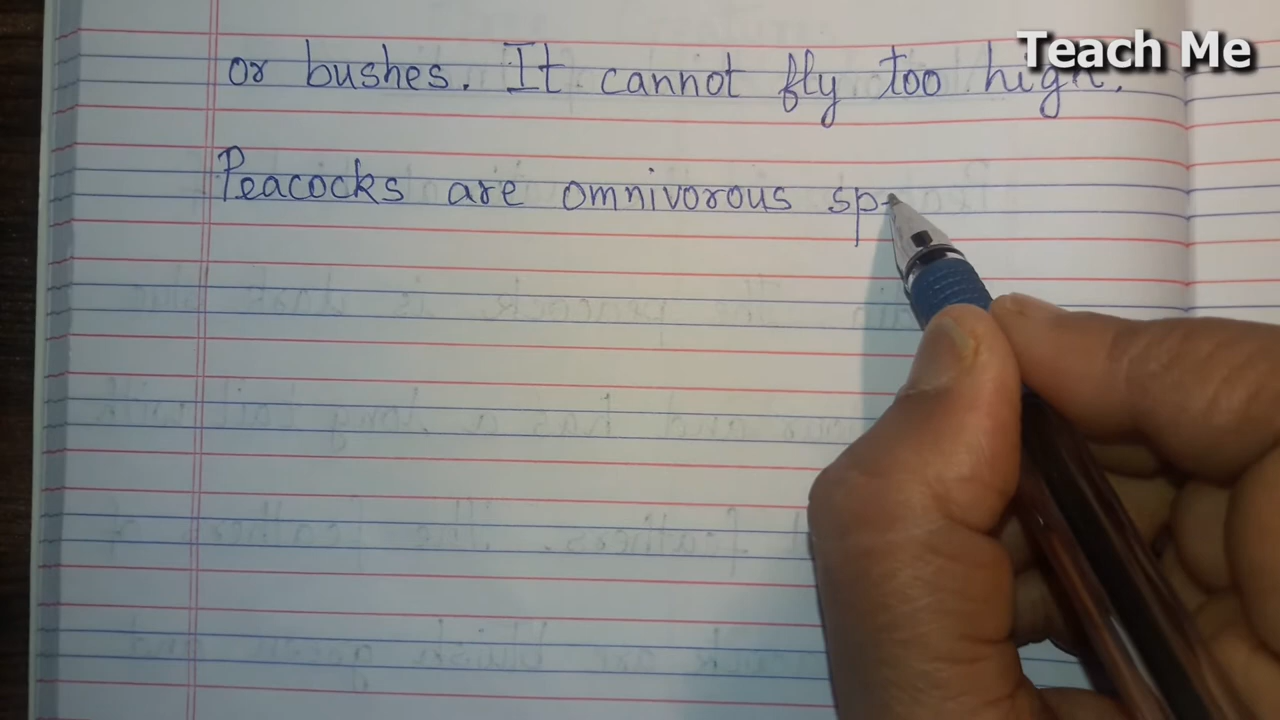 Teach Me
or bushes. It cannot fly too high.
Peacocks are omnivorous sp